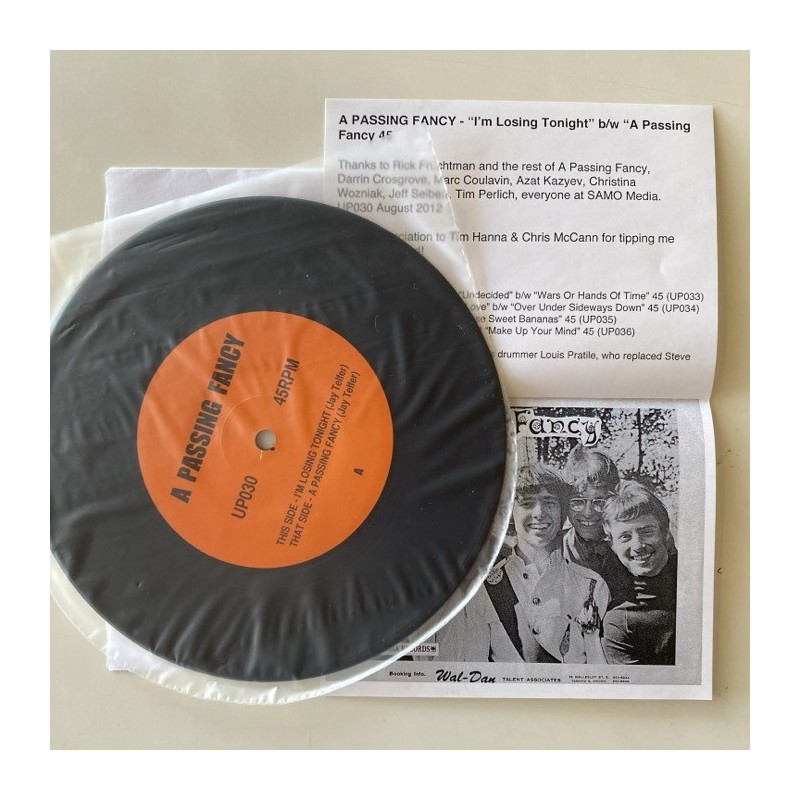 A PASSING FANCY
UP030
45RPM
THIS SIDE - I'M LOSING TONIGHT (Jay Telfer)
THAT SIDE - A PASSING FANCY (Jay Telfer)
A
A PASSING FANCY - "I'm Losing Tonight" b/w "A Passing
Fancy 45
Thanks to Rick Fruchtman and the rest of A Passing Fancy,
Darrin Crosgrove, Marc Coulavin, Azat Kazyev, Christina
Wozniak, Jeff Seibert, Tim Perlich, everyone at SAMO Media.
UP030 August 2012
to Tim Hanna & Chris McCann for tipping me
"Undecided" b/w "Wars Or Hands Of Time" 45 (UP033)
b/w "Over Under Sideways Down" 45 (UP034)
Sweet Bananas" 45 (UP035)
"Make Up Your Mind" 45 (UP036)
drummer Louis Pratile, who replaced Steve
Fancy
RECORDS
Booking Info. Wal-Dan TALENT ASSOCIATES